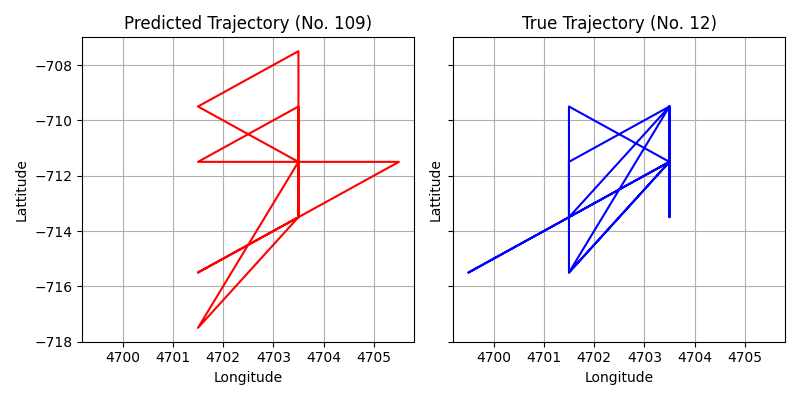 Predicted Trajectory (No. 109)
−708
−710
−712
−714
−716
−718
Lattitude
4700 4701 4702 4703 4704 4705
Longitude
True Trajectory (No. 12)
Lattitude
4700 4701 4702 4703 4704 4705
Longitude